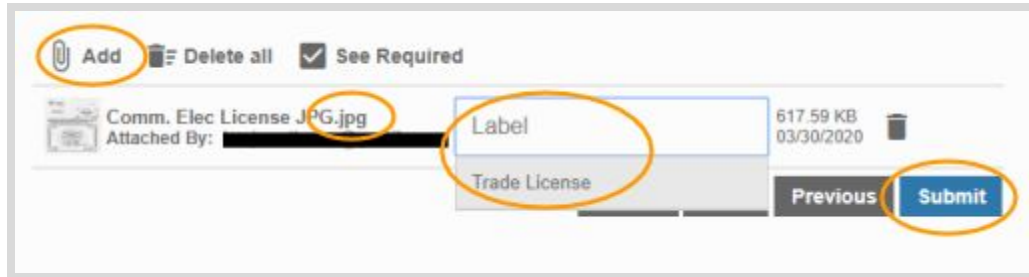 Add Delete all See Required
Comm. Elec License JPG.jpg Label 617.59 KB
Attached By: 03/30/2020
Trade License
Previous Submit